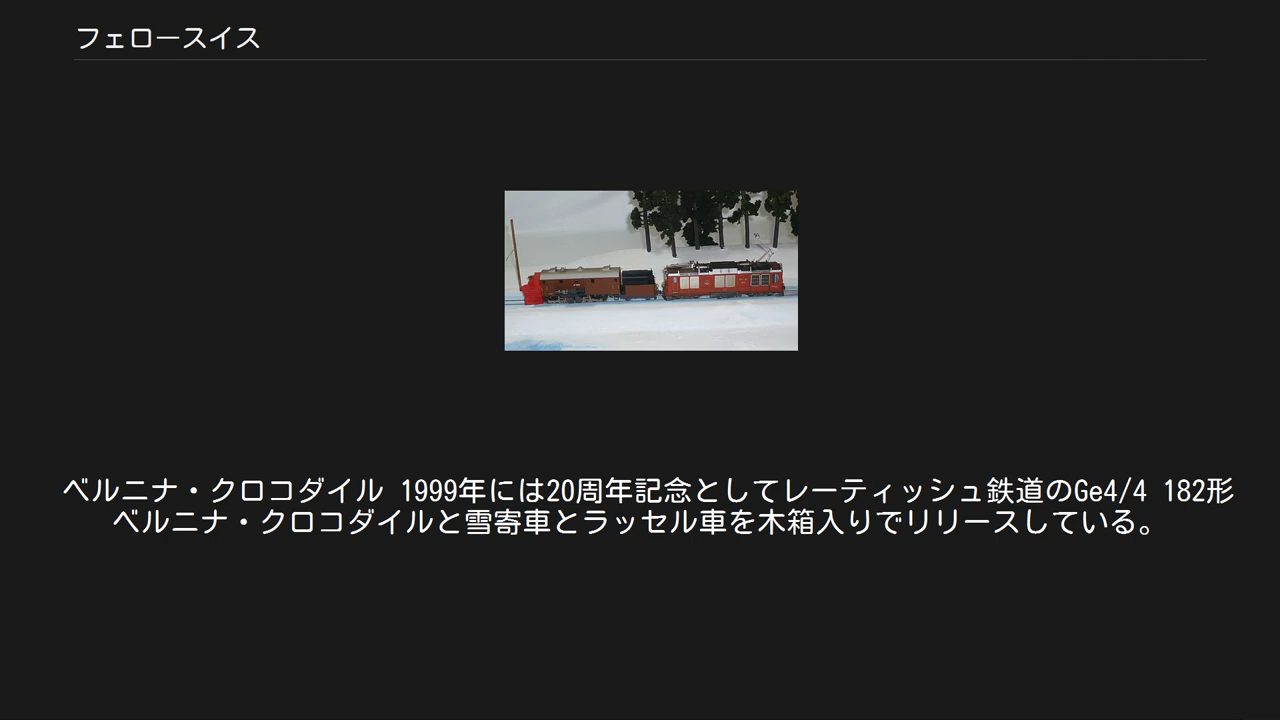 フェロースイス
ベルニナ・クロコダイル 1999年には20周年記念としてレーティッシュ鉄道のGe4/4 182形
ベルニナ・クロコダイルと雪寄車とラッセル車を木箱入りでリリースしている。